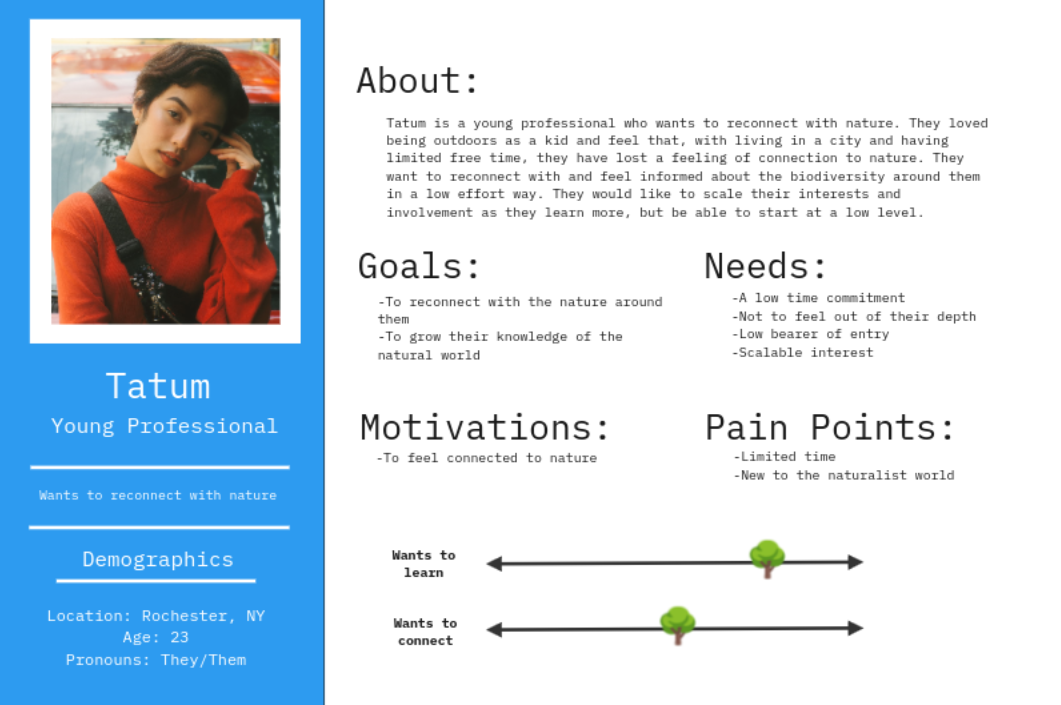 Tatum
Young Professional
Wants to reconnect with nature
Demographics
Location: Rochester, NY
Age: 23
Pronouns: They/Them
About:
Tatum is a young professional who wants to reconnect with nature. They loved
being outdoors as a kid and feel that, with living in a city and having
limited free time, they have lost a feeling of connection to nature. They
want to reconnect with and feel informed about the biodiversity around them
in a low effort way. They would like to scale their interests and
involvement as they learn more, but be able to start at a low level.
Goals:
-To reconnect with the nature around
them
-To grow their knowledge of the
natural world
Needs:
-A low time commitment
-Not to feel out of their depth
-Low bearer of entry
-Scalable interest
Motivations:
-To feel connected to nature
Pain Points:
-Limited time
-New to the naturalist world
Wants to
learn
Wants to
connect